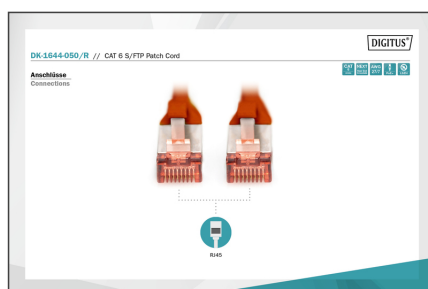 DIGITUS®
DK-1644-050/R // CAT 6 S/FTP Patch Cord
Anschlüsse
Connections
RJ45